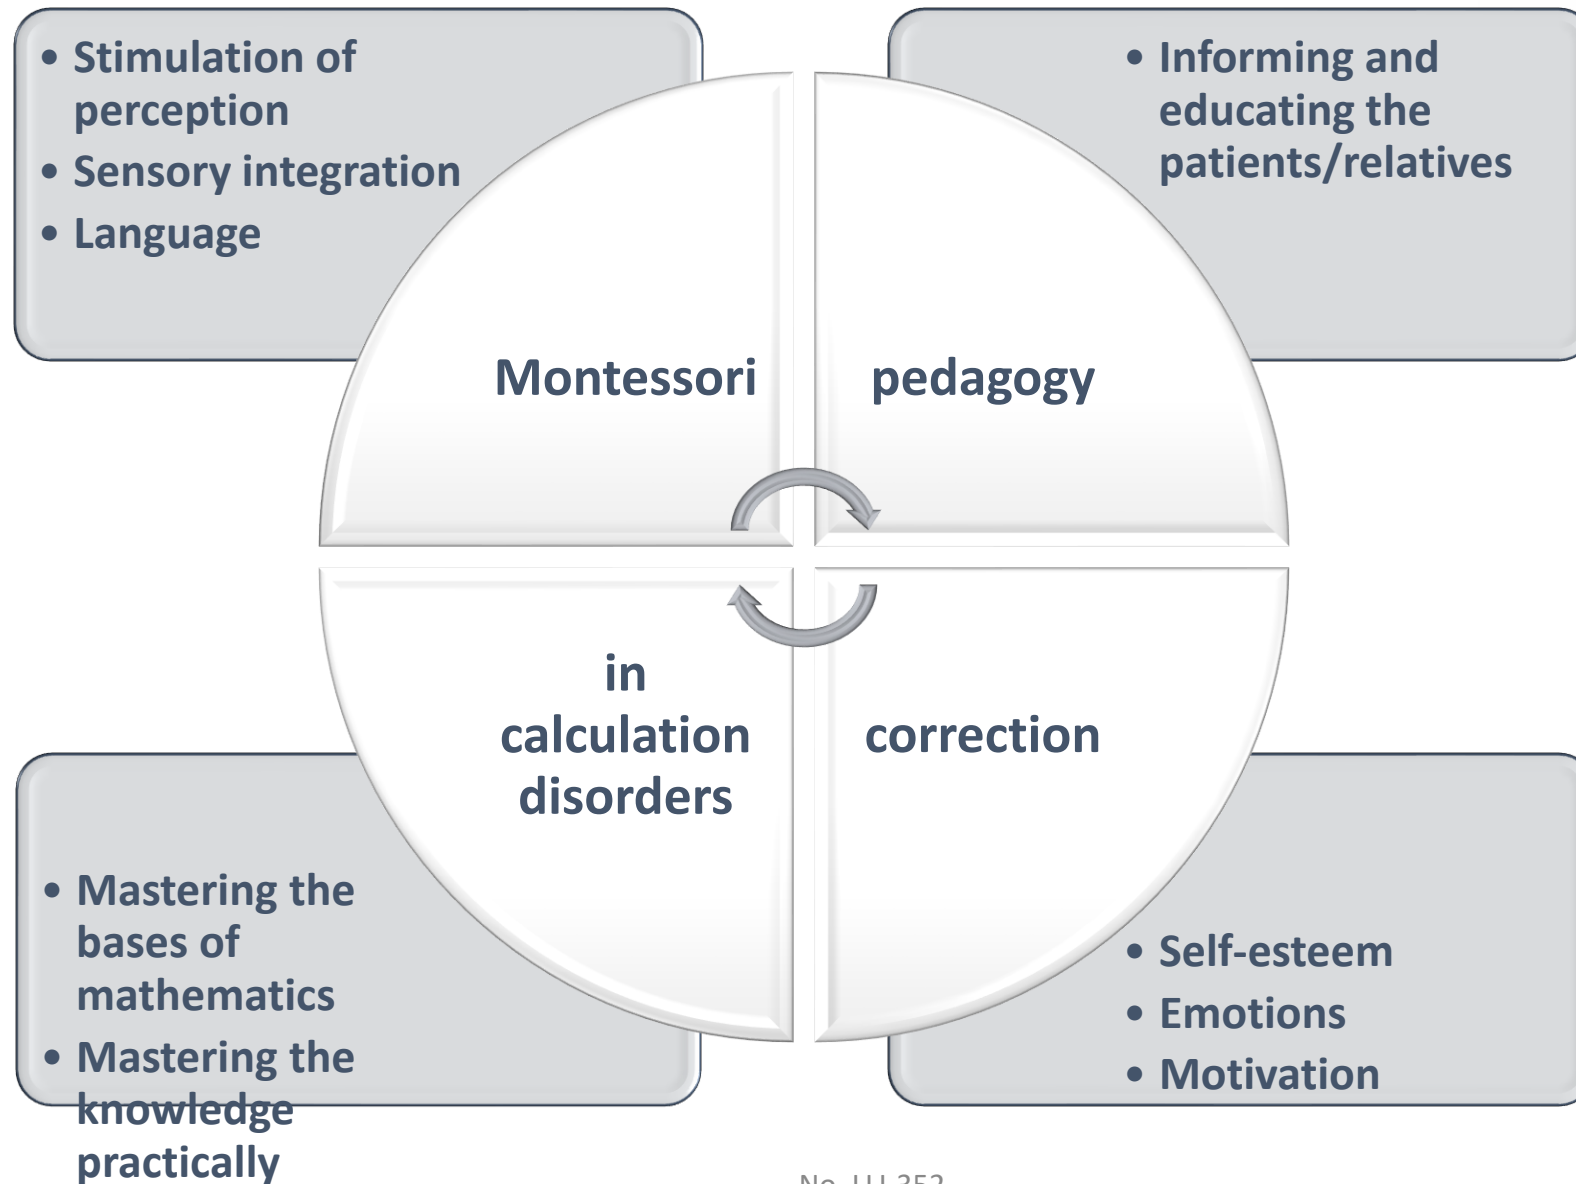 • Stimulation of
perception
• Sensory integration
• Language
• Informing and
educating the
patients/relatives
Montessori
pedagogy
in
calculation
disorders
correction
• Mastering the
bases of
mathematics
• Mastering the
knowledge
practically
• Self-esteem
• Emotions
• Motivation